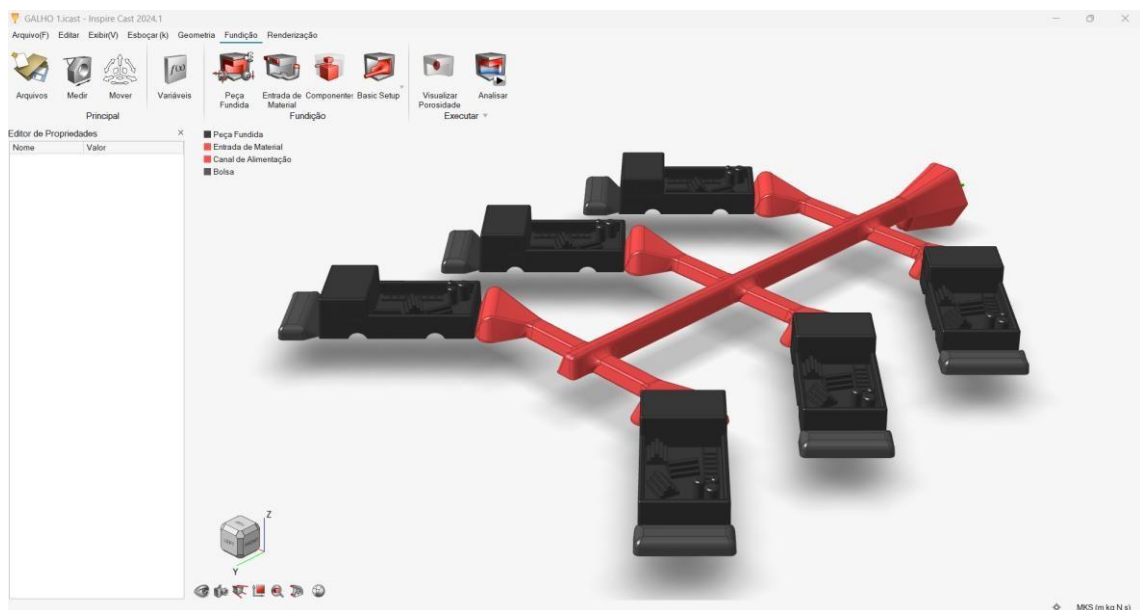 GALHO 1.icast - Inspire Cast 2024.1
Arquivo(F) Editar Exibir(V) Esboçar(k) Geometria Fundição Renderização
Arquivos Medir Mover Variáveis Peça Fundida Entrada de Material Componentes Basic Setup Visualizar Porosidade Analisar
Principal Fundição Executar
Editor de Propriedades
Nome Valor
Peça Fundida
Entrada de Material
Canal de Alimentação
Bolsa
Z
Y
MKS (m kg N s)